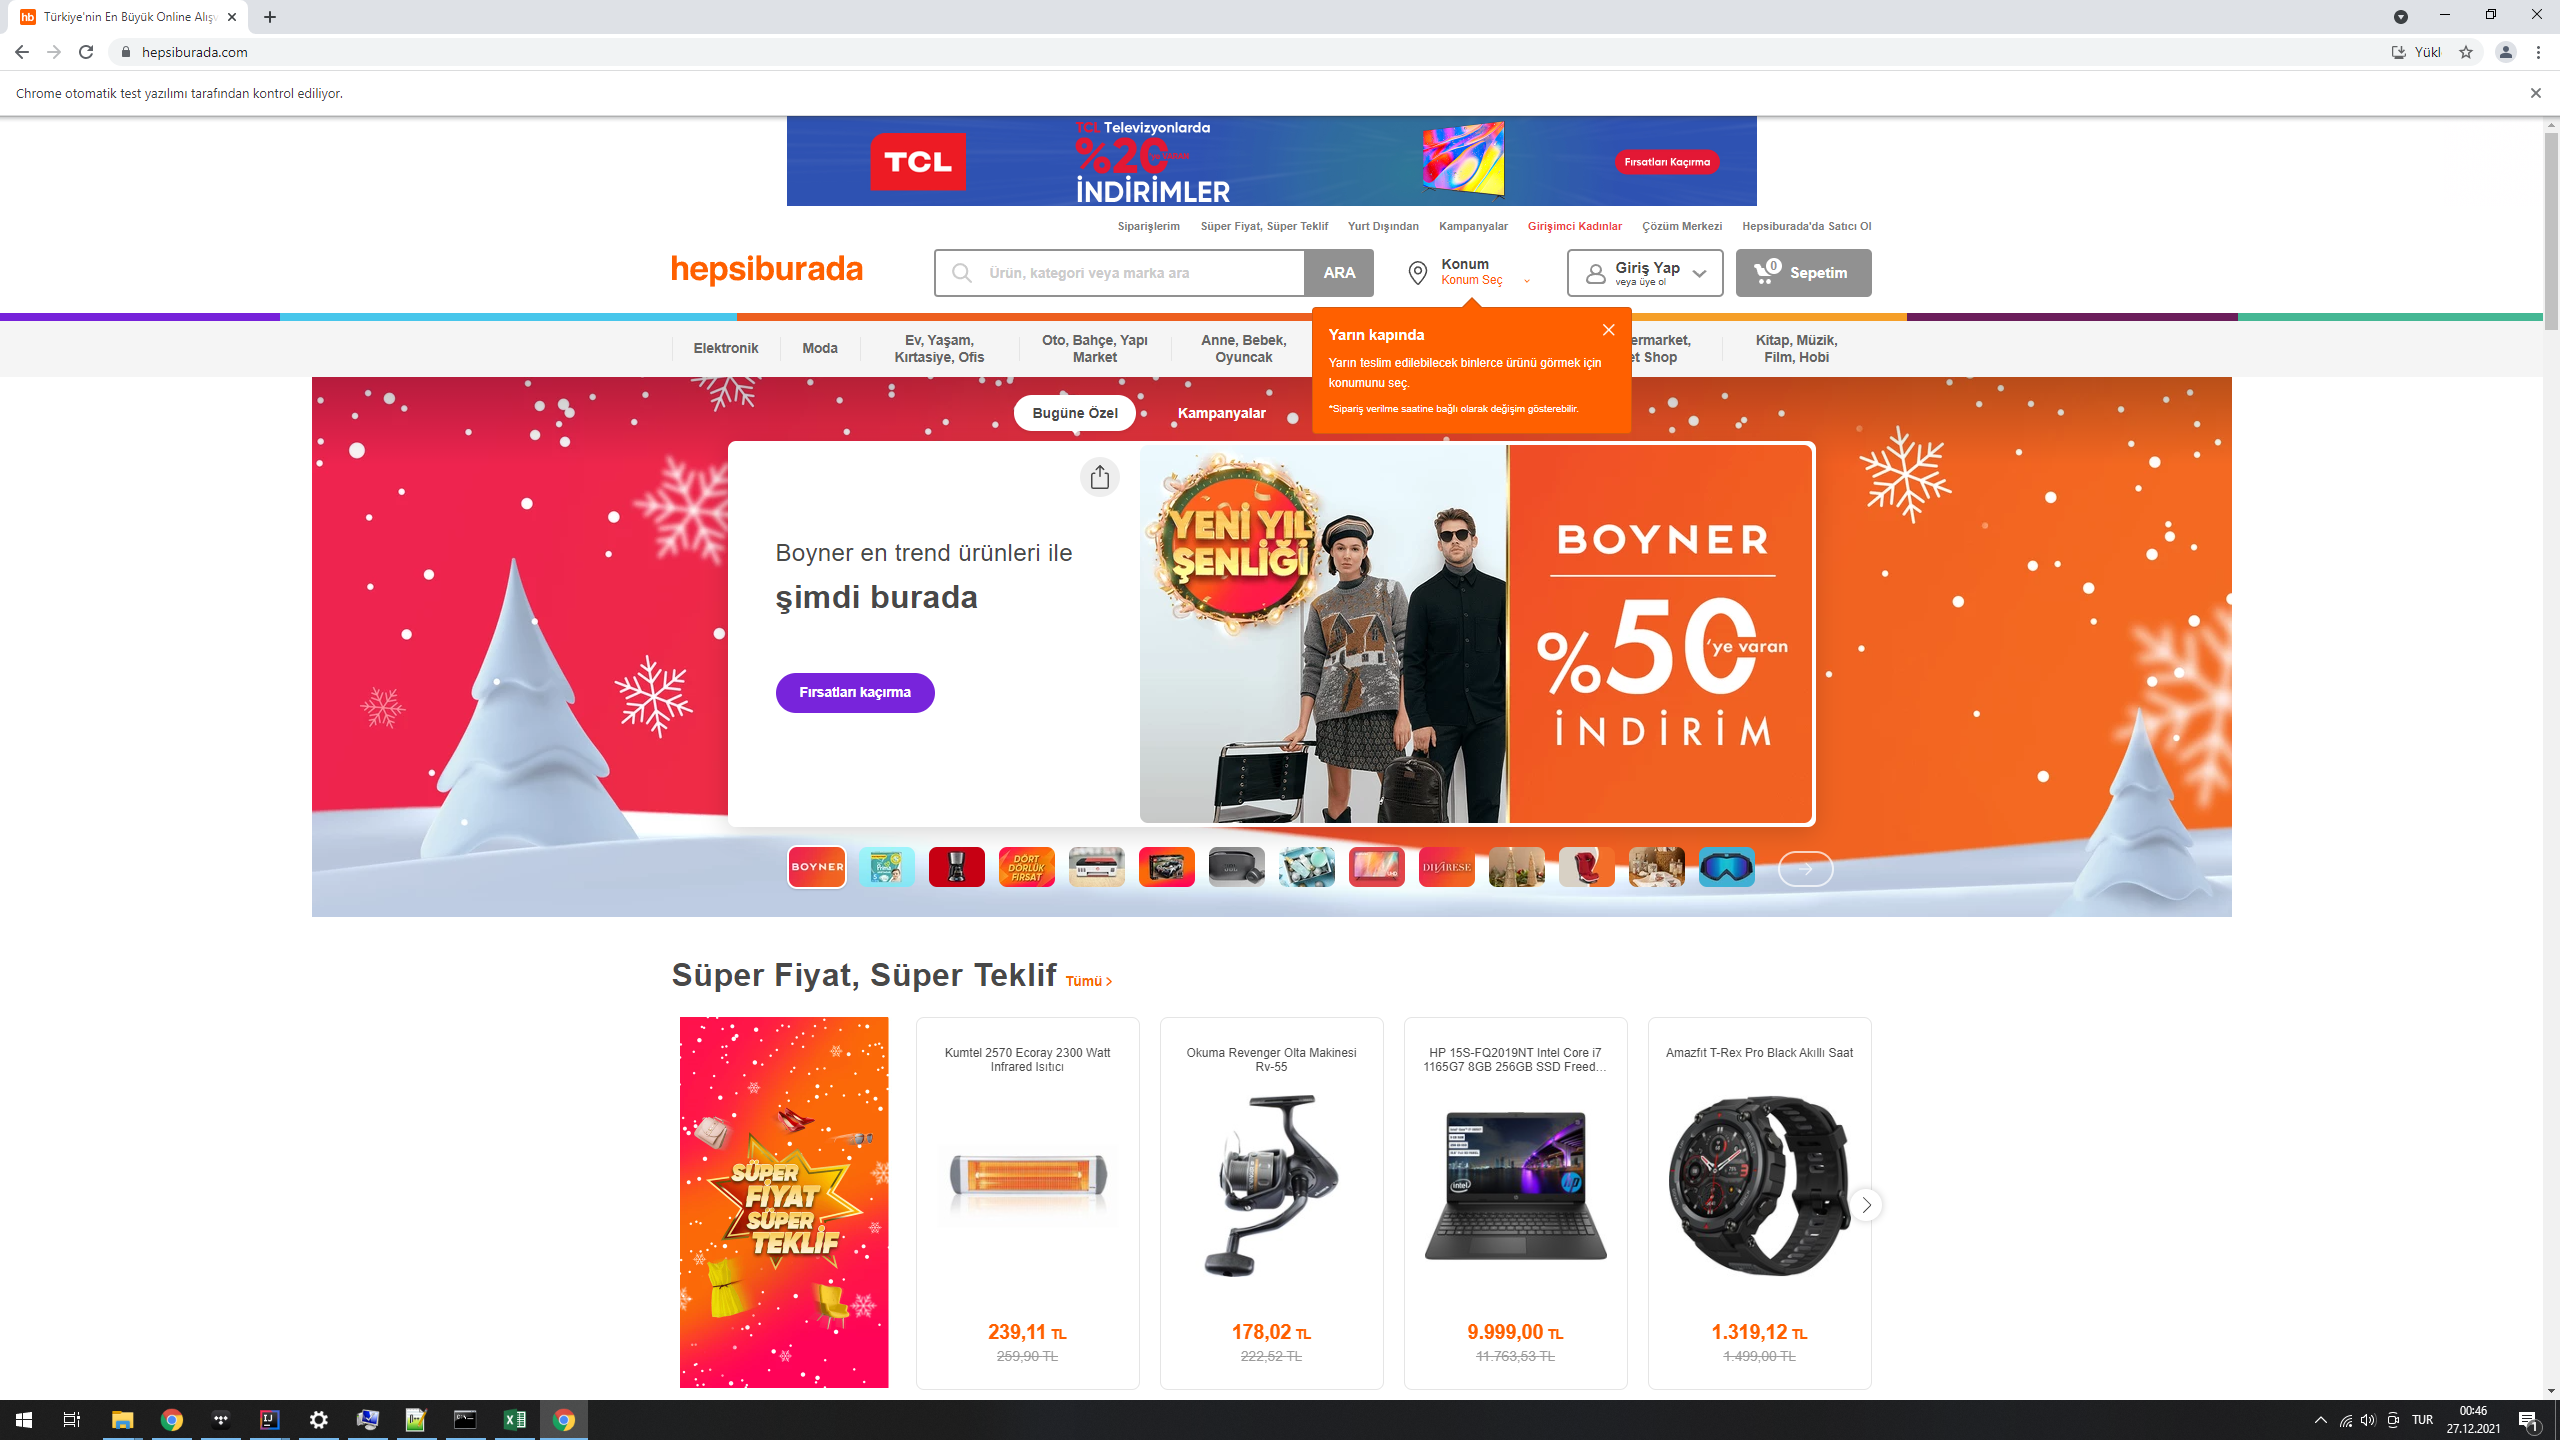 Türkiye'nin En Büyük Online Alışv
hepsiburada.com
Yükl
Chrome otomatik test yazılımı tarafından kontrol ediliyor.
TCL
TCL Televizyonlarda
%20
İNDİRİMLER
Fırsatları Kaçırma
Siparişlerim
Süper Fiyat, Süper Teklif
Yurt Dışından
Kampanyalar
Girişimci Kadınlar
Çözüm Merkezi
Hepsiburada'da Satıcı Ol
hepsiburada
Ürün, kategori veya marka ara
ARA
Konum
Konum Seç
Giriş Yap
veya üye ol
0
Sepetim
Elektronik
Moda
Ev, Yaşam,
Kırtasiye, Ofis
Oto, Bahçe, Yapı
Market
Anne, Bebek,
Oyuncak
ermarket,
et Shop
Kitap, Müzik,
Film, Hobi
Yarın kapında
Yarın teslim edilebilecek binlerce ürünü görmek için
konumunu seç.
*Sipariş verilme saatine bağlı olarak değişim gösterebilir.
Bugüne Özel
Kampanyalar
Boyner en trend ürünleri ile
şimdi burada
Fırsatları kaçırma
YENİ YIL
ŞENLİĞİ
BOYNER
%50'ye varan
İNDİRİM
BOYNER
DÖRT
DÖRLÜK
FIRSAT
DIVARESE
Süper Fiyat, Süper Teklif
Tümü >
SÜPER
FİYAT
SÜPER
TEKLİF
Kumtel 2570 Ecoray 2300 Watt
Infrared Isıtıcı
239,11 TL
259,90 TL
Okuma Revenger Olta Makinesi
Rv-55
178,02 TL
222,52 TL
HP 15S-FQ2019NT Intel Core i7
1165G7 8GB 256GB SSD Freed...
intel
hp
9.999,00 TL
11.763,53 TL
Amazfit T-Rex Pro Black Akıllı Saat
1.319,12 TL
1.499,00 TL
TUR
00:46
27.12.2021
1